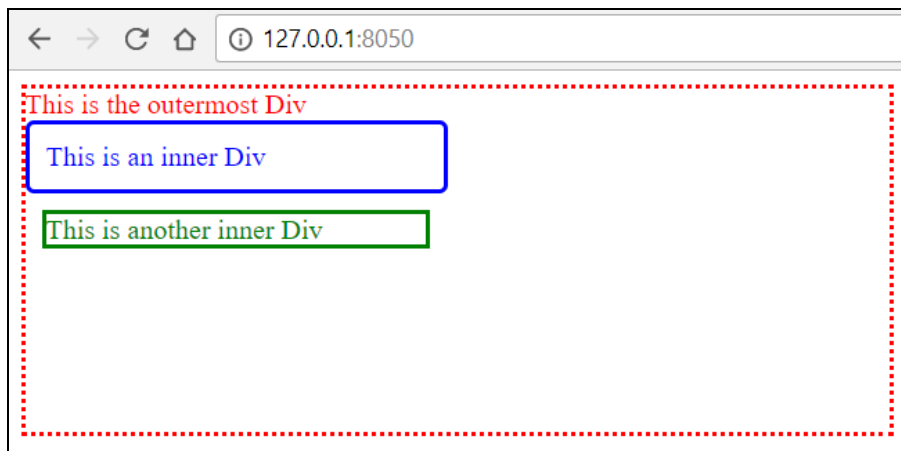 127.0.0.1:8050
This is the outermost Div
This is an inner Div
This is another inner Div